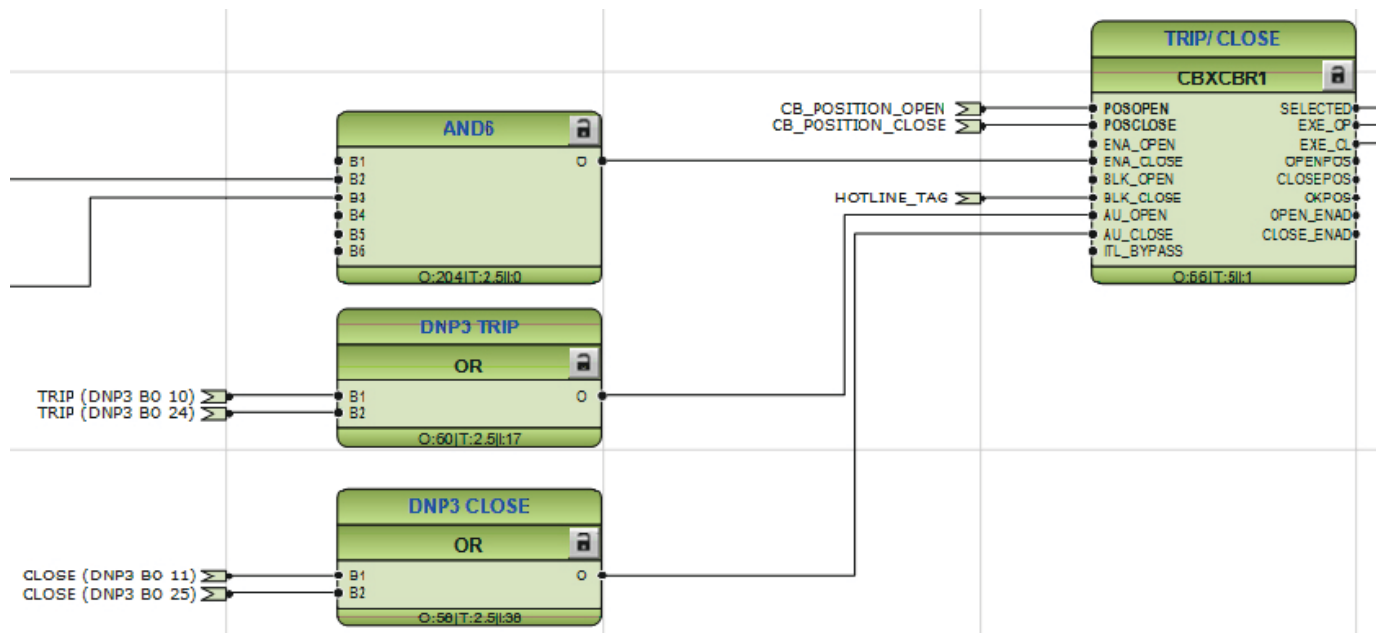 TRIP/ CLOSE
CBXCBR1
CB_POSITION_OPEN
CB_POSITION_CLOSE
HOTLINE_TAG
POSOPEN SELECTED
POSCLOSE EXE_OP
ENA_OPEN EXE_CL
ENA_CLOSE OPENPOS
BLK_OPEN CLOSEPOS
BLK_CLOSE OKPOS
AU_OPEN OPEN_ENAD
AU_CLOSE CLOSE_ENAD
ITL_BYPASS
O:56|T:5|I:1
AND6
B1 O
B2
B3
B4
B5
B6
O:204|T:2.5|I:0
DNP3 TRIP
OR
TRIP (DNP3 BO 10) B1 O
TRIP (DNP3 BO 24) B2
O:60|T:2.5|I:17
DNP3 CLOSE
OR
CLOSE (DNP3 BO 11) B1 O
CLOSE (DNP3 BO 25) B2
O:58|T:2.5|I:38